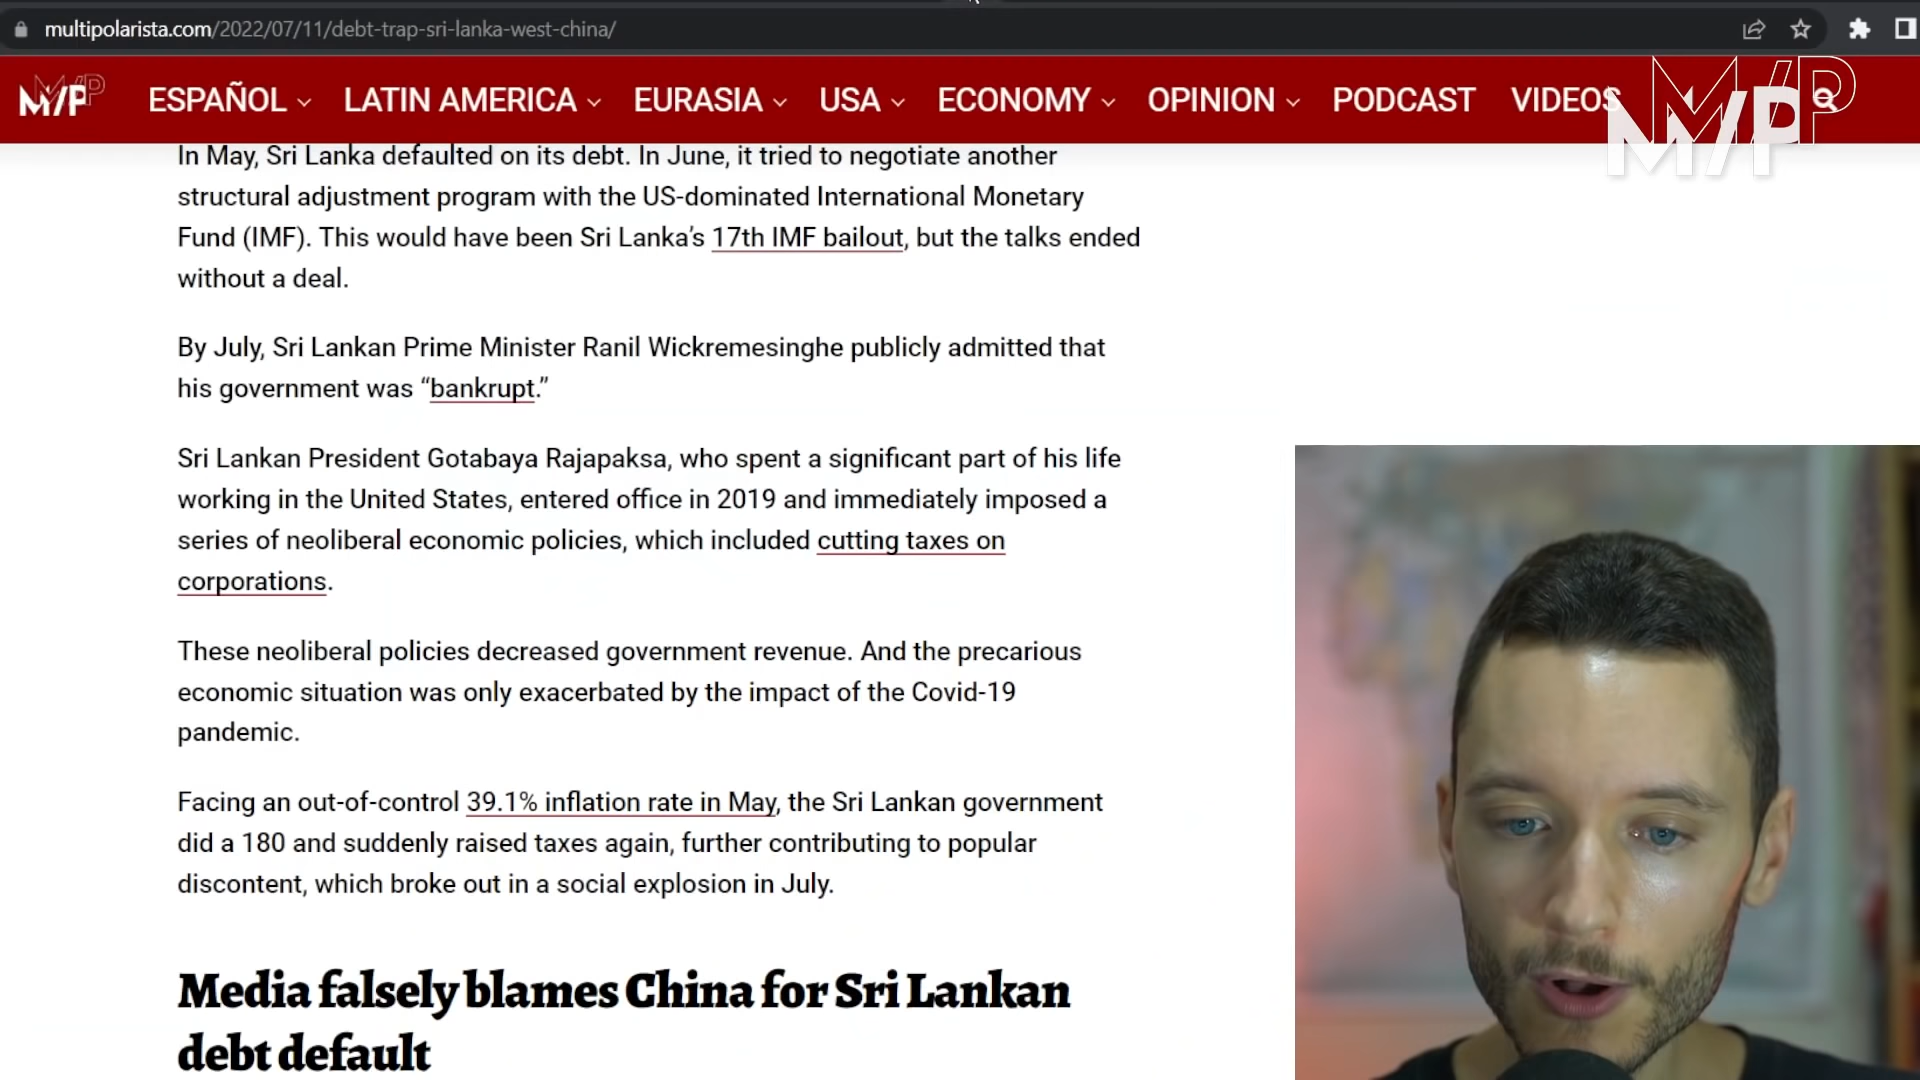 multipolarista.com/2022/07/11/debt-trap-sri-lanka-west-china/
M/P ESPAÑOL LATIN AMERICA EURASIA USA ECONOMY OPINION PODCAST VIDEOS M/P
In May, Sri Lanka defaulted on its debt. In June, it tried to negotiate another
structural adjustment program with the US-dominated International Monetary
Fund (IMF). This would have been Sri Lanka’s 17th IMF bailout, but the talks ended
without a deal.
By July, Sri Lankan Prime Minister Ranil Wickremesinghe publicly admitted that
his government was “bankrupt.”
Sri Lankan President Gotabaya Rajapaksa, who spent a significant part of his life
working in the United States, entered office in 2019 and immediately imposed a
series of neoliberal economic policies, which included cutting taxes on
corporations.
These neoliberal policies decreased government revenue. And the precarious
economic situation was only exacerbated by the impact of the Covid-19
pandemic.
Facing an out-of-control 39.1% inflation rate in May, the Sri Lankan government
did a 180 and suddenly raised taxes again, further contributing to popular
discontent, which broke out in a social explosion in July.
Media falsely blames China for Sri Lankan
debt default